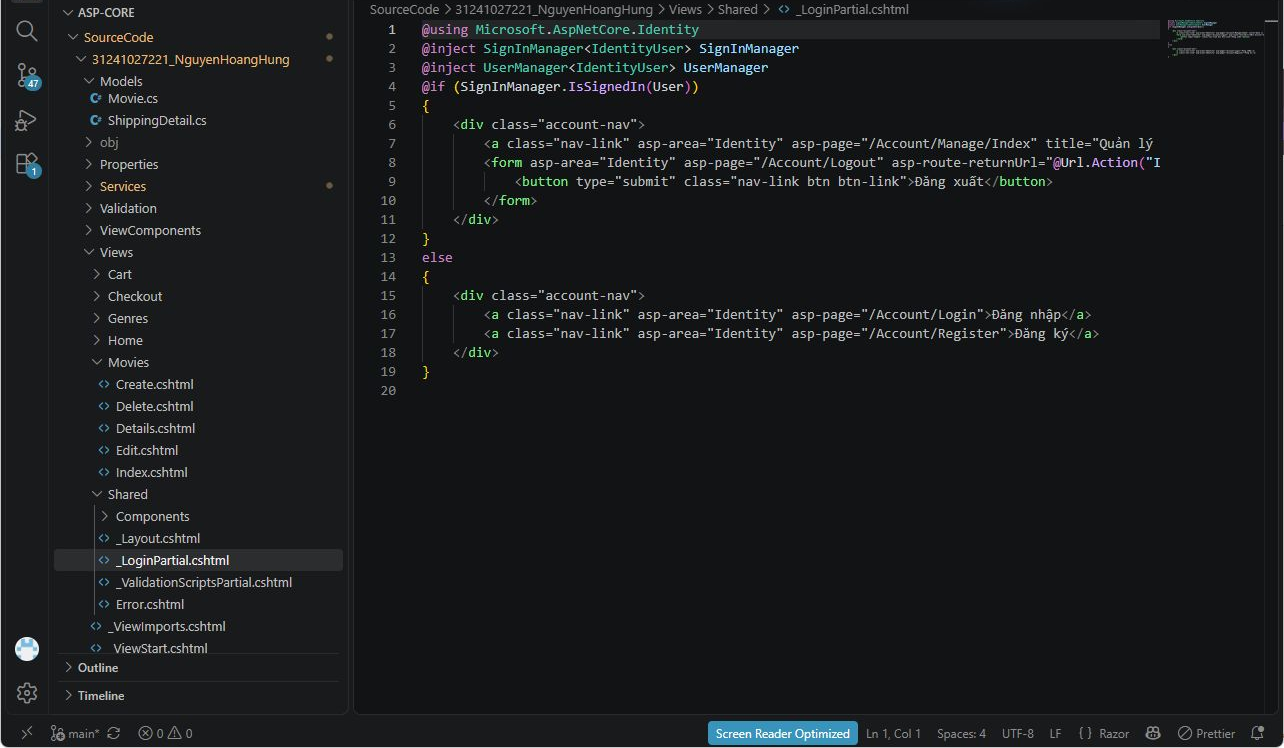 ASP-CORE
SourceCode
31241027221_NguyenHoangHung
Models
Movie.cs
ShippingDetail.cs
obj
Properties
Services
Validation
ViewComponents
Views
Cart
Checkout
Genres
Home
Movies
Create.cshtml
Delete.cshtml
Details.cshtml
Edit.cshtml
Index.cshtml
Shared
Components
_Layout.cshtml
_LoginPartial.cshtml
_ValidationScriptsPartial.cshtml
Error.cshtml
_ViewImports.cshtml
_ViewStart.cshtml
Outline
Timeline
47
1
SourceCode > 31241027221_NguyenHoangHung > Views > Shared > _LoginPartial.cshtml
1 @using Microsoft.AspNetCore.Identity
2 @inject SignInManager<IdentityUser> SignInManager
3 @inject UserManager<IdentityUser> UserManager
4 @if (SignInManager.IsSignedIn(User))
5 {
6 <div class="account-nav">
7 <a class="nav-link" asp-area="Identity" asp-page="/Account/Manage/Index" title="Quản lý
8 <form asp-area="Identity" asp-page="/Account/Logout" asp-route-returnUrl="@Url.Action("I
9 <button type="submit" class="nav-link btn btn-link">Đăng xuất</button>
10 </form>
11 </div>
12 }
13 else
14 {
15 <div class="account-nav">
16 <a class="nav-link" asp-area="Identity" asp-page="/Account/Login">Đăng nhập</a>
17 <a class="nav-link" asp-area="Identity" asp-page="/Account/Register">Đăng ký</a>
18 </div>
19 }
20
main* 0 0 Screen Reader Optimized Ln 1, Col 1 Spaces: 4 UTF-8 LF { } Razor Prettier